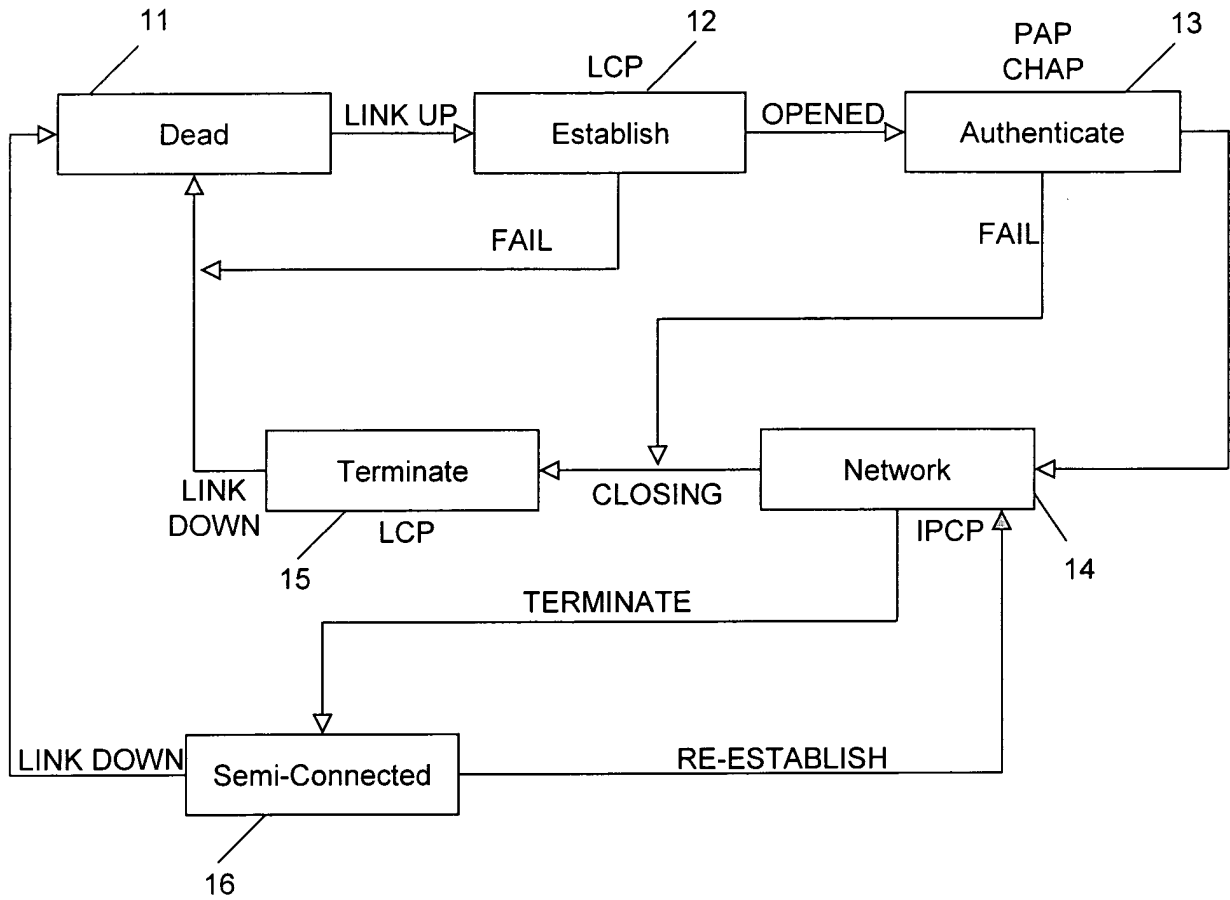 11
12
13
PAP
CHAP
LCP
Dead
LINK UP
Establish
OPENED
Authenticate
FAIL
FAIL
Terminate
Network
LINK
DOWN
CLOSING
LCP
IPCP
15
14
TERMINATE
LINK DOWN
Semi-Connected
RE-ESTABLISH
16